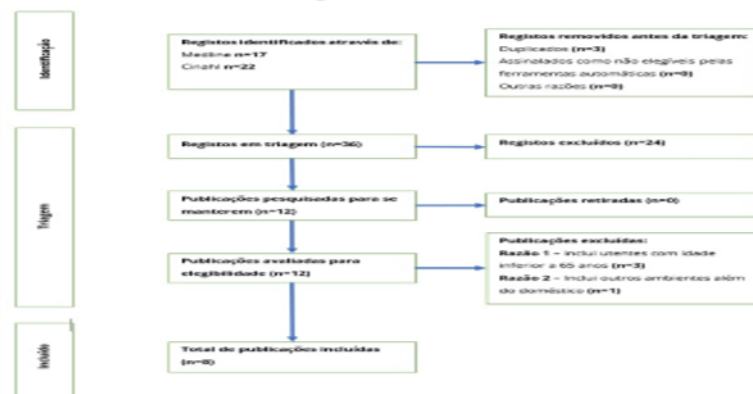 Identificação
Registos identificados através de:
Medline n=17
Cinahl n=22
Registos removidos antes da triagem:
Duplicados (n=3)
Assinalados como não elegíveis pelas
ferramentas automáticas (n=0)
Outras razões (n=0)
Triagem
Registos em triagem (n=36)
Registos excluídos (n=24)
Publicações pesquisadas para se
manterem (n=12)
Publicações retiradas (n=0)
Publicações avaliadas para
elegibilidade (n=12)
Publicações excluídas:
Razão 1 – Inclui utentes com idade
inferior a 65 anos (n=3)
Razão 2 – Inclui outros ambientes além
do doméstico (n=1)
Incluído
Total de publicações incluídas
(n=8)